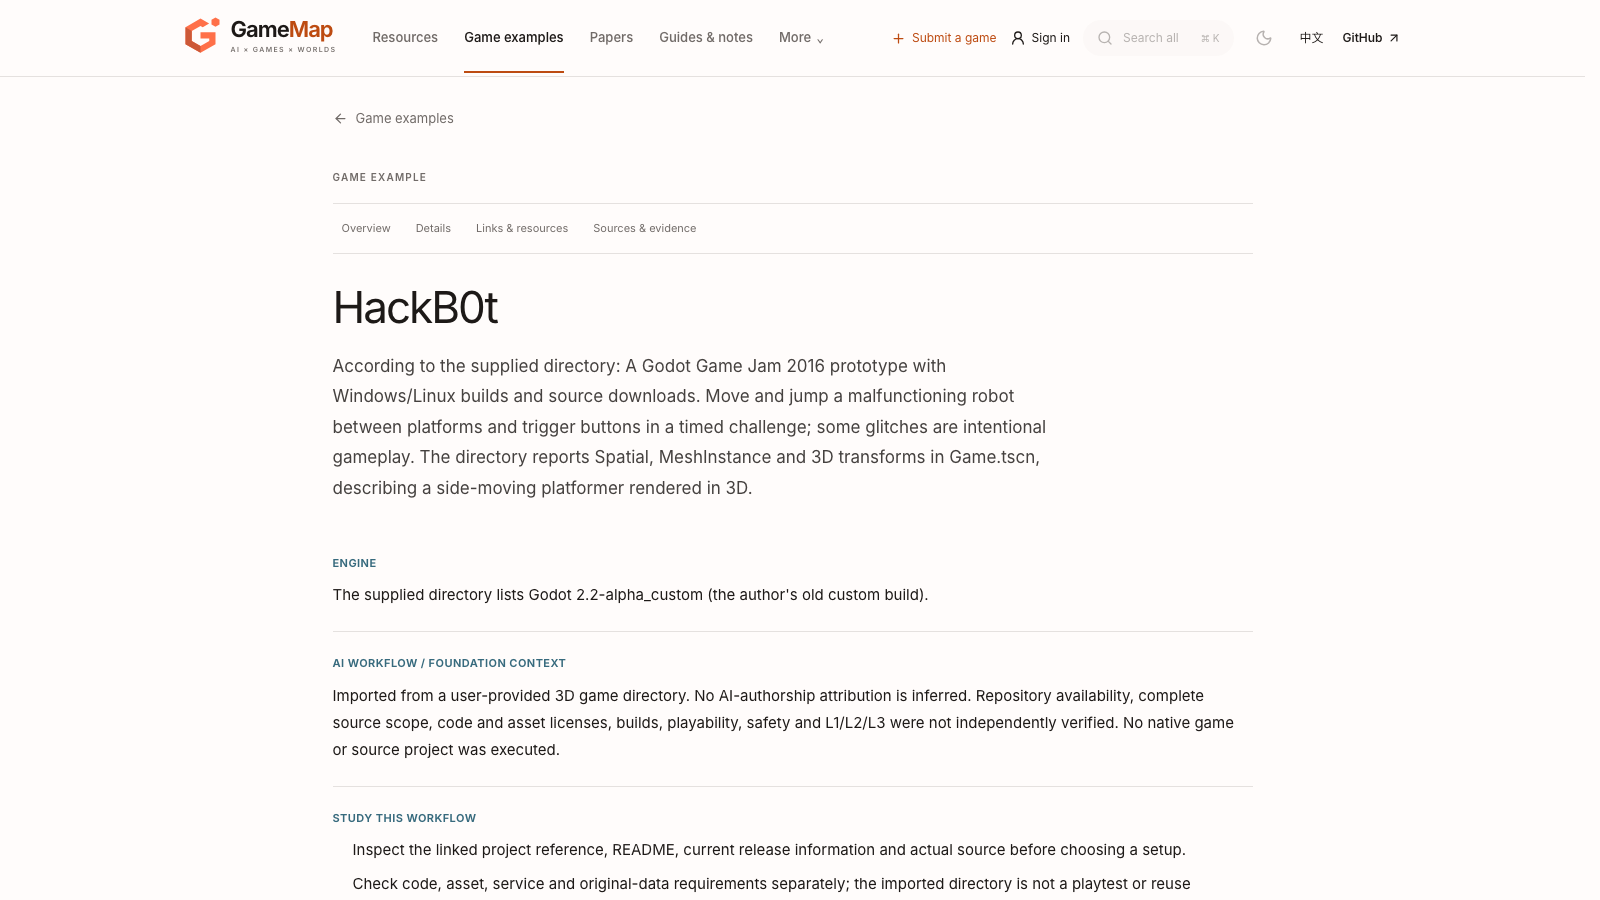 GameMap
AI × GAMES × WORLDS
Resources
Game examples
Papers
Guides & notes
More
Submit a game
Sign in
Search all
⌘ K
中文
GitHub
Game examples
GAME EXAMPLE
Overview
Details
Links & resources
Sources & evidence
HackB0t
According to the supplied directory: A Godot Game Jam 2016 prototype with
Windows/Linux builds and source downloads. Move and jump a malfunctioning robot
between platforms and trigger buttons in a timed challenge; some glitches are intentional
gameplay. The directory reports Spatial, MeshInstance and 3D transforms in Game.tscn,
describing a side-moving platformer rendered in 3D.
ENGINE
The supplied directory lists Godot 2.2-alpha_custom (the author's old custom build).
AI WORKFLOW / FOUNDATION CONTEXT
Imported from a user-provided 3D game directory. No AI-authorship attribution is inferred. Repository availability, complete
source scope, code and asset licenses, builds, playability, safety and L1/L2/L3 were not independently verified. No native game
or source project was executed.
STUDY THIS WORKFLOW
Inspect the linked project reference, README, current release information and actual source before choosing a setup.
Check code, asset, service and original-data requirements separately; the imported directory is not a playtest or reuse